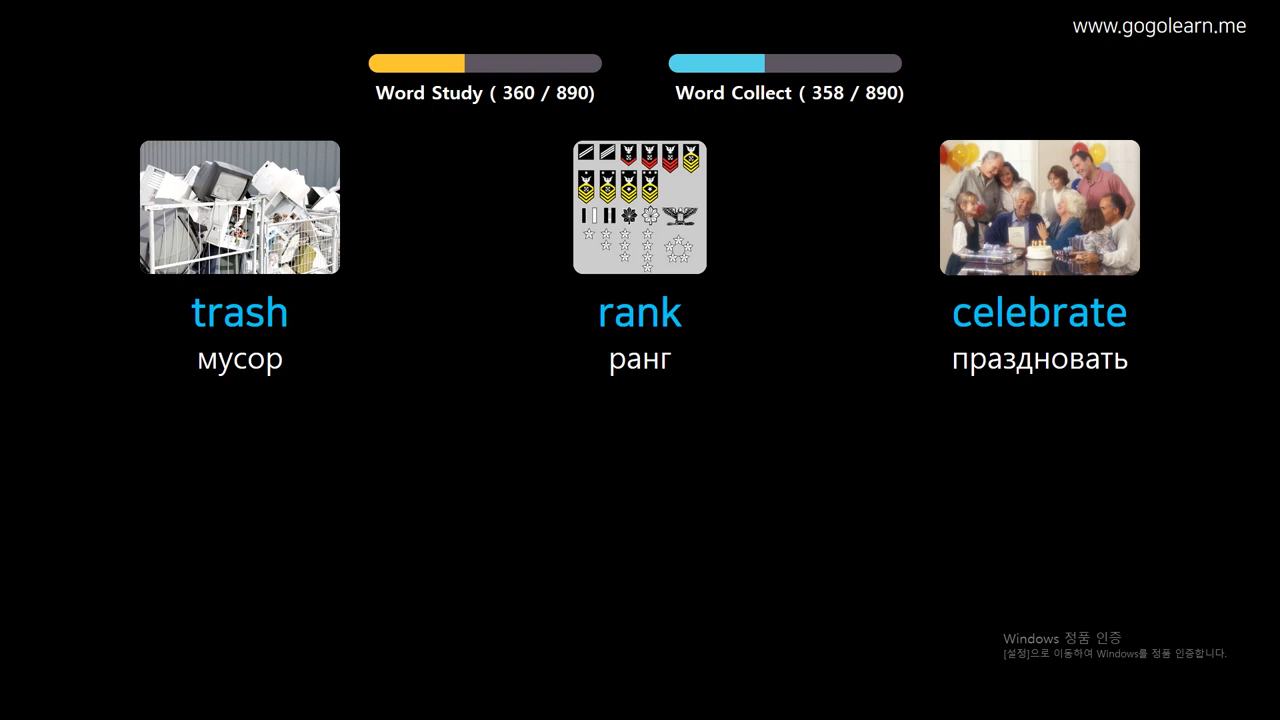 www.gogolearn.me
Word Study ( 360 / 890)
Word Collect ( 358 / 890)
trash
rank
celebrate
мусор
ранг
праздновать
Windows 정품 인증
[설정]으로 이동하여 Windows를 정품 인증합니다.